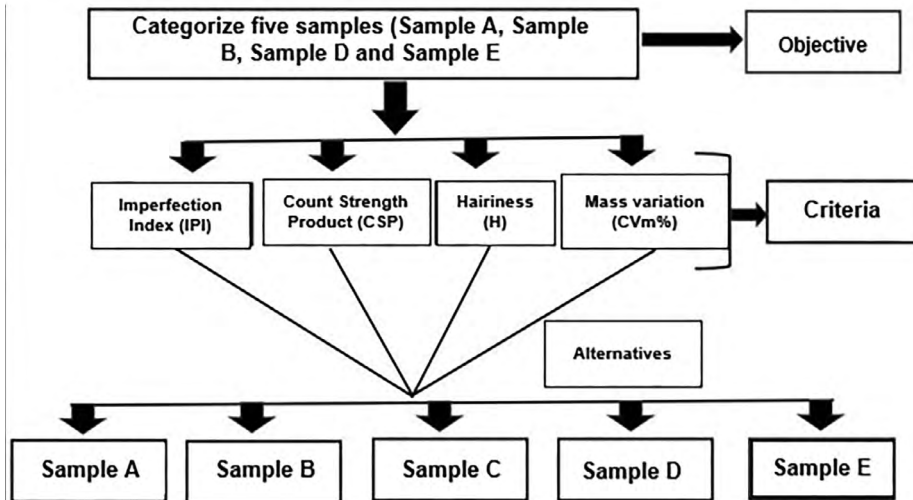 Categorize five samples (Sample A, Sample
B, Sample D and Sample E
Objective
Imperfection
Index (IPI)
Count Strength
Product (CSP)
Hairiness
(H)
Mass variation
(CVm%)
Criteria
Alternatives
Sample A
Sample B
Sample C
Sample D
Sample E